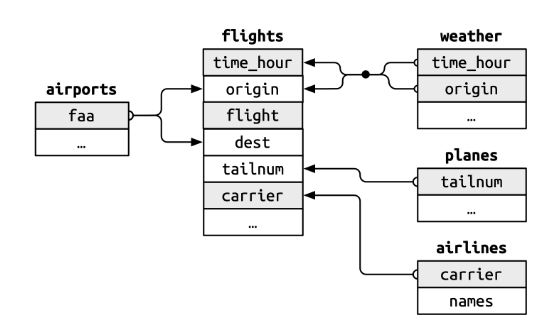 flights
time_hour
origin
flight
dest
tailnum
carrier
…
airports
faa
…
weather
time_hour
origin
…
planes
tailnum
…
airlines
carrier
names